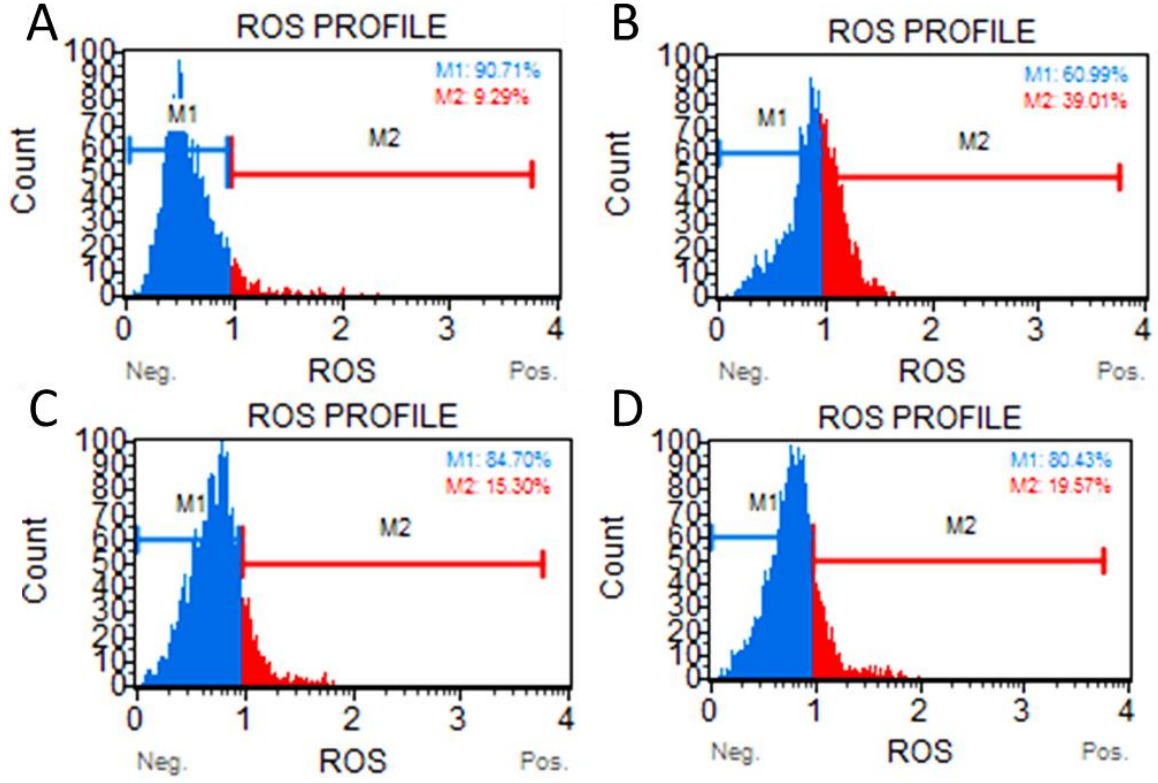 A
ROS PROFILE
M1: 90.71%
M2: 9.29%
M1
M2
Count
100
90
80
70
60
50
40
30
20
10
0
0 1 2 3 4
Neg. ROS Pos.
B
ROS PROFILE
M1: 60.99%
M2: 39.01%
M1
M2
Count
100
90
80
70
60
50
40
30
20
10
0
0 1 2 3 4
Neg. ROS Pos.
C
ROS PROFILE
M1: 84.70%
M2: 15.30%
M1
M2
Count
100
90
80
70
60
50
40
30
20
10
0
0 1 2 3 4
Neg. ROS Pos.
D
ROS PROFILE
M1: 80.43%
M2: 19.57%
M1
M2
Count
100
90
80
70
60
50
40
30
20
10
0
0 1 2 3 4
Neg. ROS Pos.